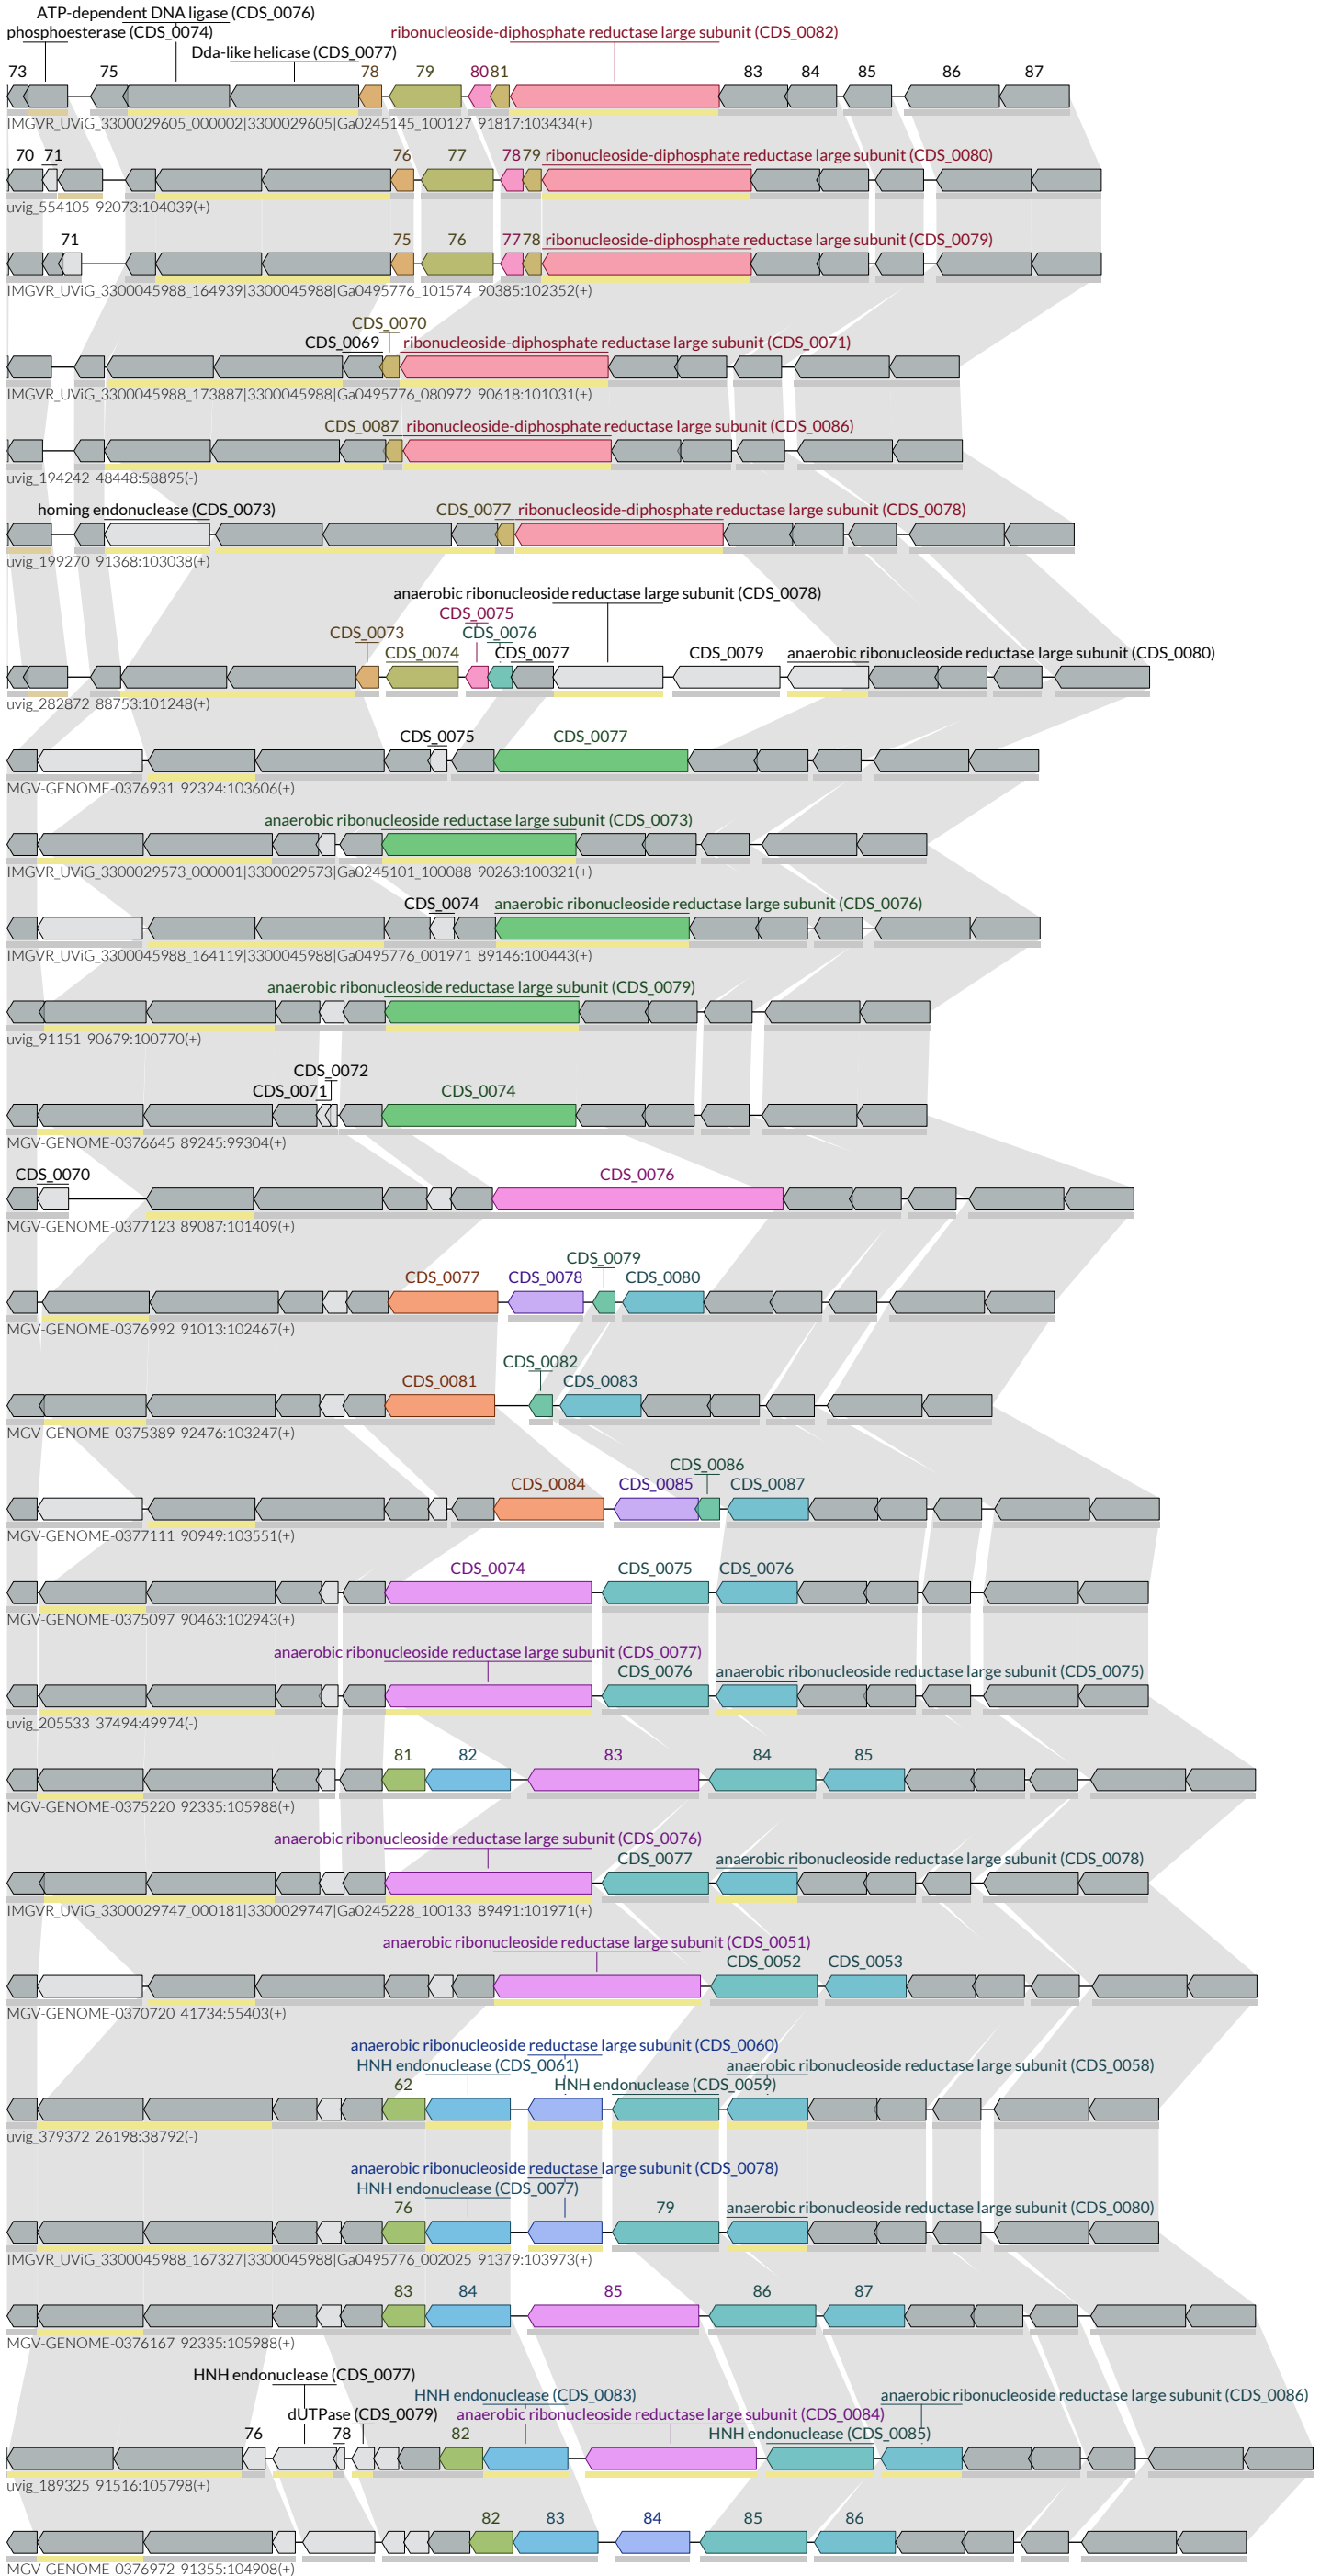 ATP-dependent DNA ligase (CDS_0076)
phosphoesterase (CDS_0074)
ribonucleoside-diphosphate reductase large subunit (CDS_0082)
Dda-like helicase (CDS_0077)
73 75 78 79 80 81 83 84 85 86 87
IMGVR_UViG_3300029605_000002|3300029605|Ga0245145_100127 91817:103434(+)
70 71 76 77 78 79 ribonucleoside-diphosphate reductase large subunit (CDS_0080)
uvig_554105 92073:104039(+)
71 75 76 77 78 ribonucleoside-diphosphate reductase large subunit (CDS_0079)
IMGVR_UViG_3300045988_164939|3300045988|Ga0495776_101574 90385:102352(+)
CDS_0070
CDS_0069 ribonucleoside-diphosphate reductase large subunit (CDS_0071)
IMGVR_UViG_3300045988_173887|3300045988|Ga0495776_080972 90618:101031(+)
CDS_0087 ribonucleoside-diphosphate reductase large subunit (CDS_0086)
uvig_194242 48448:58895(-)
homing endonuclease (CDS_0073) CDS_0077 ribonucleoside-diphosphate reductase large subunit (CDS_0078)
uvig_199270 91368:103038(+)
anaerobic ribonucleoside reductase large subunit (CDS_0078)
CDS_0075
CDS_0073 CDS_0076
CDS_0074 CDS_0077 CDS_0079 anaerobic ribonucleoside reductase large subunit (CDS_0080)
uvig_282872 88753:101248(+)
CDS_0075 CDS_0077
MGV-GENOME-0376931 92324:103606(+)
anaerobic ribonucleoside reductase large subunit (CDS_0073)
IMGVR_UViG_3300029573_000001|3300029573|Ga0245101_100088 90263:100321(+)
CDS_0074 anaerobic ribonucleoside reductase large subunit (CDS_0076)
IMGVR_UViG_3300045988_164119|3300045988|Ga0495776_001971 89146:100443(+)
anaerobic ribonucleoside reductase large subunit (CDS_0079)
uvig_91151 90679:100770(+)
CDS_0072
CDS_0071 CDS_0074
MGV-GENOME-0376645 89245:99304(+)
CDS_0070 CDS_0076
MGV-GENOME-0377123 89087:101409(+)
CDS_0079
CDS_0077 CDS_0078 CDS_0080
MGV-GENOME-0376992 91013:102467(+)
CDS_0082
CDS_0081 CDS_0083
MGV-GENOME-0375389 92476:103247(+)
CDS_0086
CDS_0084 CDS_0085 CDS_0087
MGV-GENOME-0377111 90949:103551(+)
CDS_0074 CDS_0075 CDS_0076
MGV-GENOME-0375097 90463:102943(+)
anaerobic ribonucleoside reductase large subunit (CDS_0077)
CDS_0076 anaerobic ribonucleoside reductase large subunit (CDS_0075)
uvig_205533 37494:49974(-)
81 82 83 84 85
MGV-GENOME-0375220 92335:105988(+)
anaerobic ribonucleoside reductase large subunit (CDS_0076)
CDS_0077 anaerobic ribonucleoside reductase large subunit (CDS_0078)
IMGVR_UViG_3300029747_000181|3300029747|Ga0245228_100133 89491:101971(+)
anaerobic ribonucleoside reductase large subunit (CDS_0051)
CDS_0052 CDS_0053
MGV-GENOME-0370720 41734:55403(+)
anaerobic ribonucleoside reductase large subunit (CDS_0060)
HNH endonuclease (CDS_0061) anaerobic ribonucleoside reductase large subunit (CDS_0058)
62 HNH endonuclease (CDS_0059)
uvig_379372 26198:38792(-)
anaerobic ribonucleoside reductase large subunit (CDS_0078)
HNH endonuclease (CDS_0077)
76 79 anaerobic ribonucleoside reductase large subunit (CDS_0080)
IMGVR_UViG_3300045988_167327|3300045988|Ga0495776_002025 91379:103973(+)
83 84 85 86 87
MGV-GENOME-0376167 92335:105988(+)
HNH endonuclease (CDS_0077)
HNH endonuclease (CDS_0083) anaerobic ribonucleoside reductase large subunit (CDS_0086)
dUTPase (CDS_0079) anaerobic ribonucleoside reductase large subunit (CDS_0084)
76 78 82 HNH endonuclease (CDS_0085)
uvig_189325 91516:105798(+)
82 83 84 85 86
MGV-GENOME-0376972 91355:104908(+)